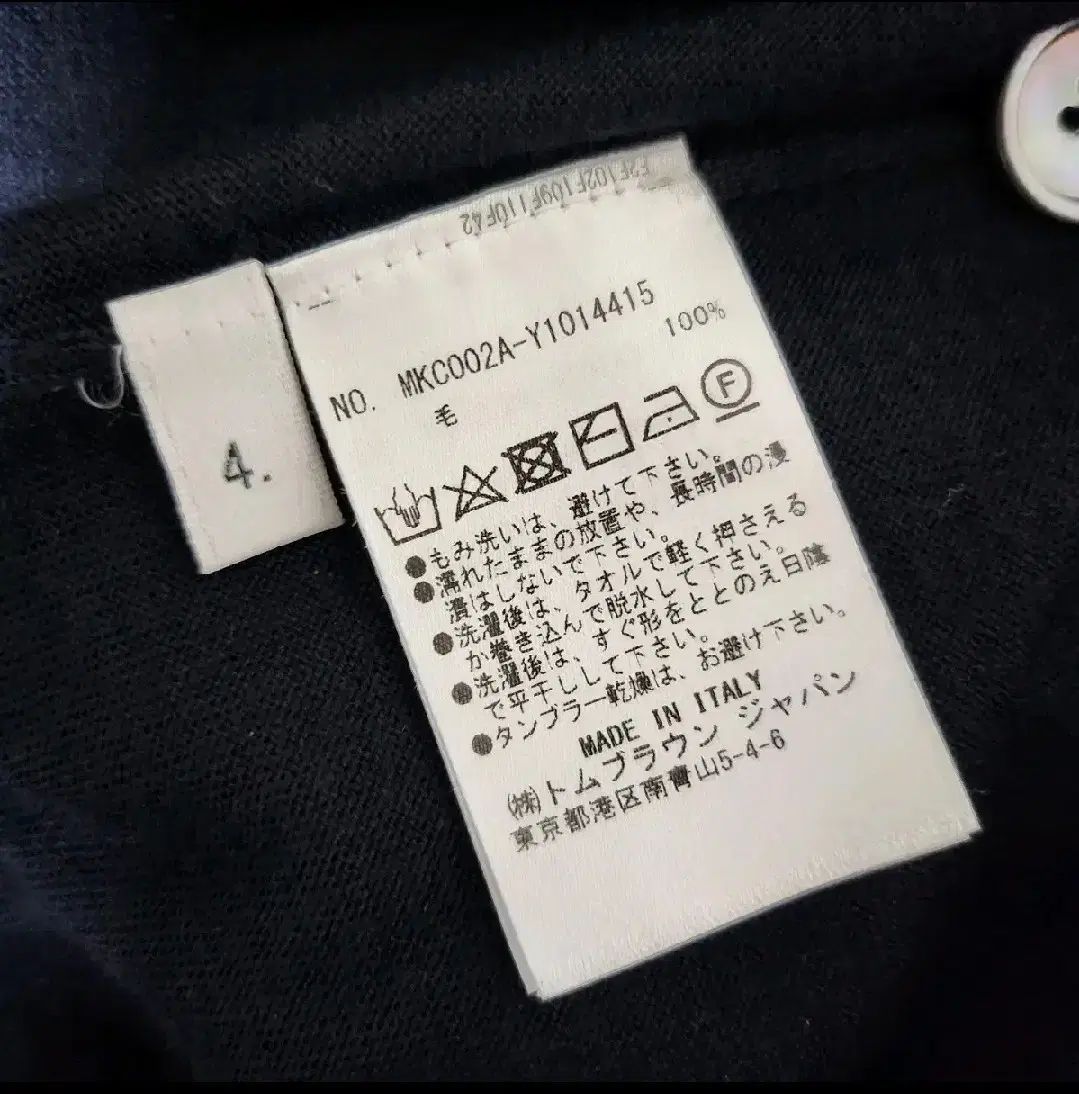 F2F102F109F110F42
4.
NO. MKC002A-Y1014415
毛 100%
F
●もみ洗いは、避けて下さい。
●濡れたままの放置や、長時間の浸
漬はしないで下さい。
●洗濯後は、タオルで軽く押さえる
か巻き込んで脱水して下さい。
●洗濯後は、すぐ形をととのえ日陰
で平干しして下さい。
●タンブラー乾燥は、お避け下さい。
MADE IN ITALY
㈱トムブラウン ジャパン
東京都港区南青山5-4-6